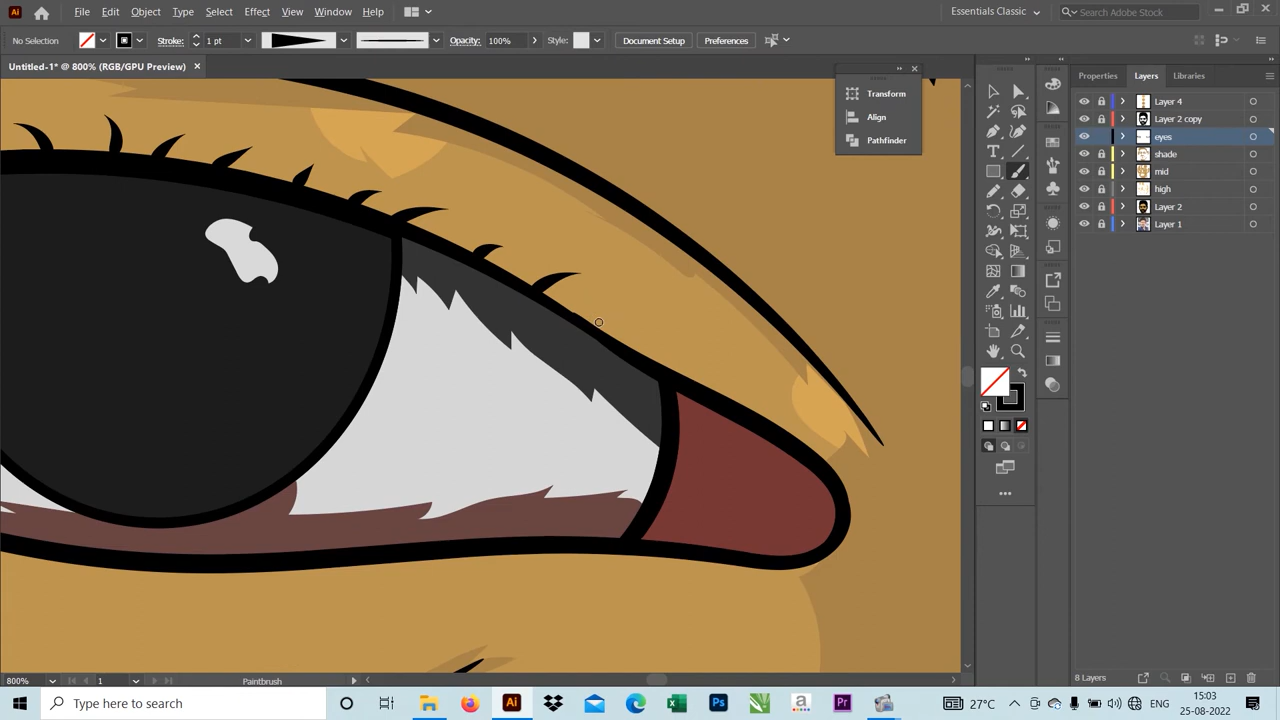 Ai File Edit Object Type Select Effect View Window Help Essentials Classic Search Adobe Stock
No Selection Stroke: 1 pt Opacity: 100% Style: Document Setup Preferences
Untitled-1* @ 800% (RGB/GPU Preview)
Properties Layers Libraries
Transform
Align
Pathfinder
Layer 4
Layer 2 copy
eyes
shade
mid
high
Layer 2
Layer 1
800% 1 Paintbrush 8 Layers
Type here to search 27°C 15:03
25-08-2022